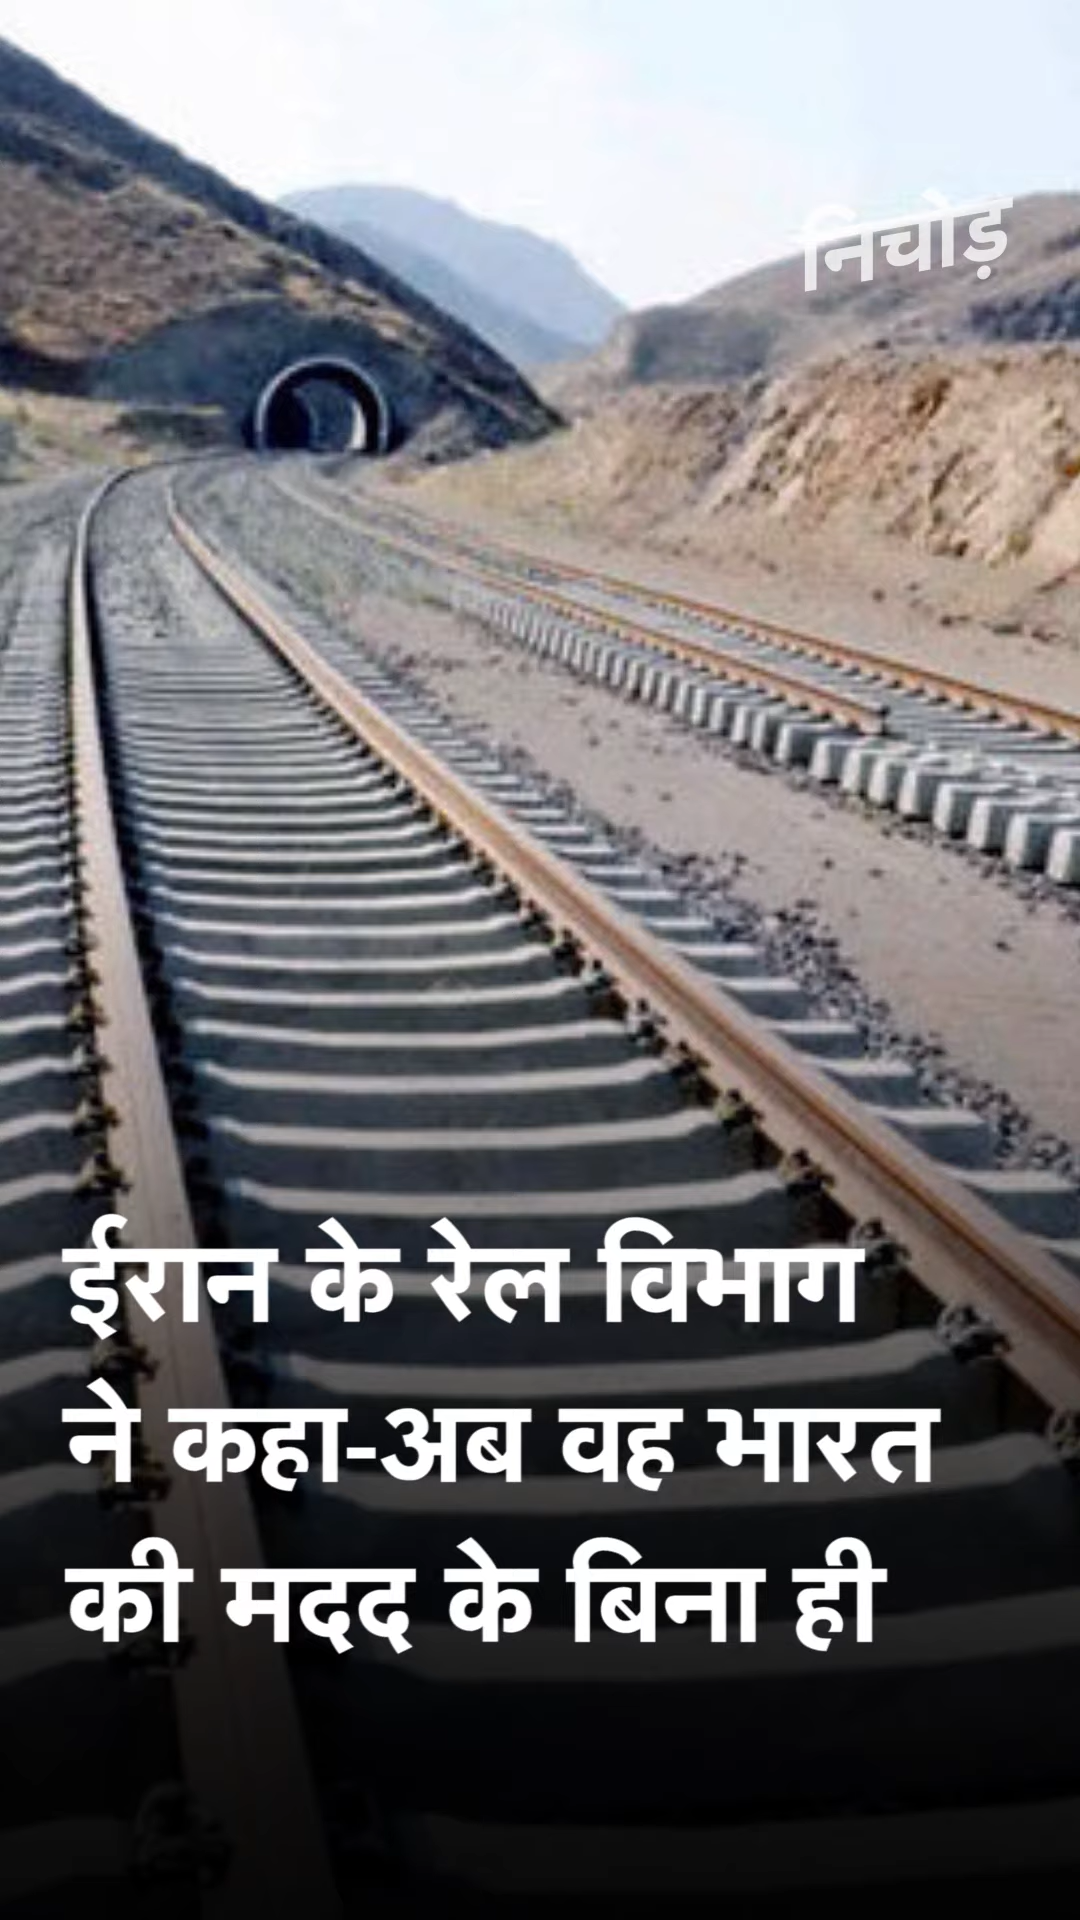 निचोड़
ईरान के रेल विभाग
ने कहा-अब वह भारत
की मदद के बिना ही